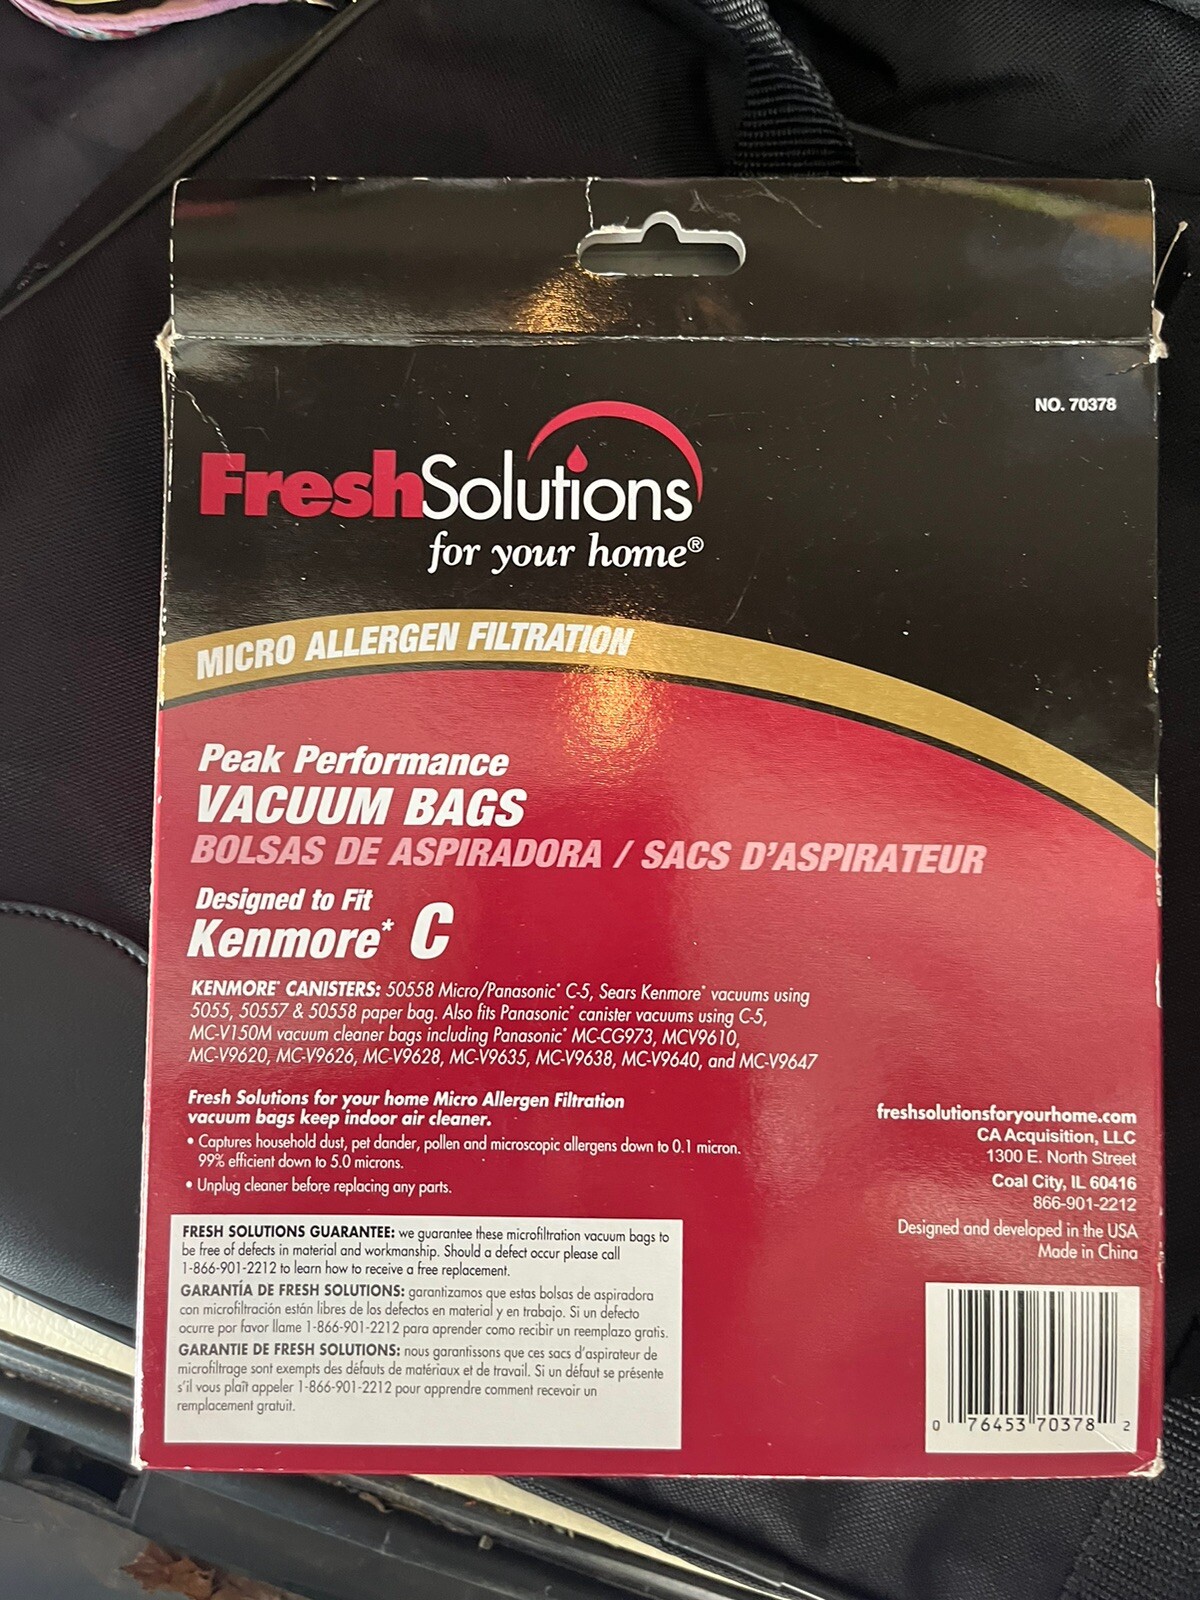 NO. 70378
FreshSolutions
for your home®
MICRO ALLERGEN FILTRATION
Peak Performance
VACUUM BAGS
BOLSAS DE ASPIRADORA / SACS D'ASPIRATEUR
Designed to Fit
Kenmore* C
KENMORE* CANISTERS: 50558 Micro/Panasonic* C-5, Sears Kenmore* vacuums using
5055, 50557 & 50558 paper bag. Also fits Panasonic* canister vacuums using C-5,
MC-V150M vacuum cleaner bags including Panasonic* MC-CG973, MCV9610,
MC-V9620, MC-V9626, MC-V9628, MC-V9635, MC-V9638, MC-V9640, and MC-V9647
Fresh Solutions for your home Micro Allergen Filtration
vacuum bags keep indoor air cleaner.
• Captures household dust, pet dander, pollen and microscopic allergens down to 0.1 micron.
99% efficient down to 5.0 microns.
• Unplug cleaner before replacing any parts.
freshsolutionsforyourhome.com
CA Acquisition, LLC
1300 E. North Street
Coal City, IL 60416
866-901-2212
Designed and developed in the USA
Made in China
FRESH SOLUTIONS GUARANTEE: we guarantee these microfiltration vacuum bags to
be free of defects in material and workmanship. Should a defect occur please call
1-866-901-2212 to learn how to receive a free replacement.
GARANTÍA DE FRESH SOLUTIONS: garantizamos que estas bolsas de aspiradora
con microfiltración están libres de los defectos en material y en trabajo. Si un defecto
ocurre por favor llame 1-866-901-2212 para aprender como recibir un reemplazo gratis.
GARANTIE DE FRESH SOLUTIONS: nous garantissons que ces sacs d'aspirateur de
microfiltrage sont exempts des défauts de matériaux et de travail. Si un défaut se présente
s'il vous plaît appeler 1-866-901-2212 pour apprendre comment recevoir un
remplacement gratuit.
0 76453 70378 2